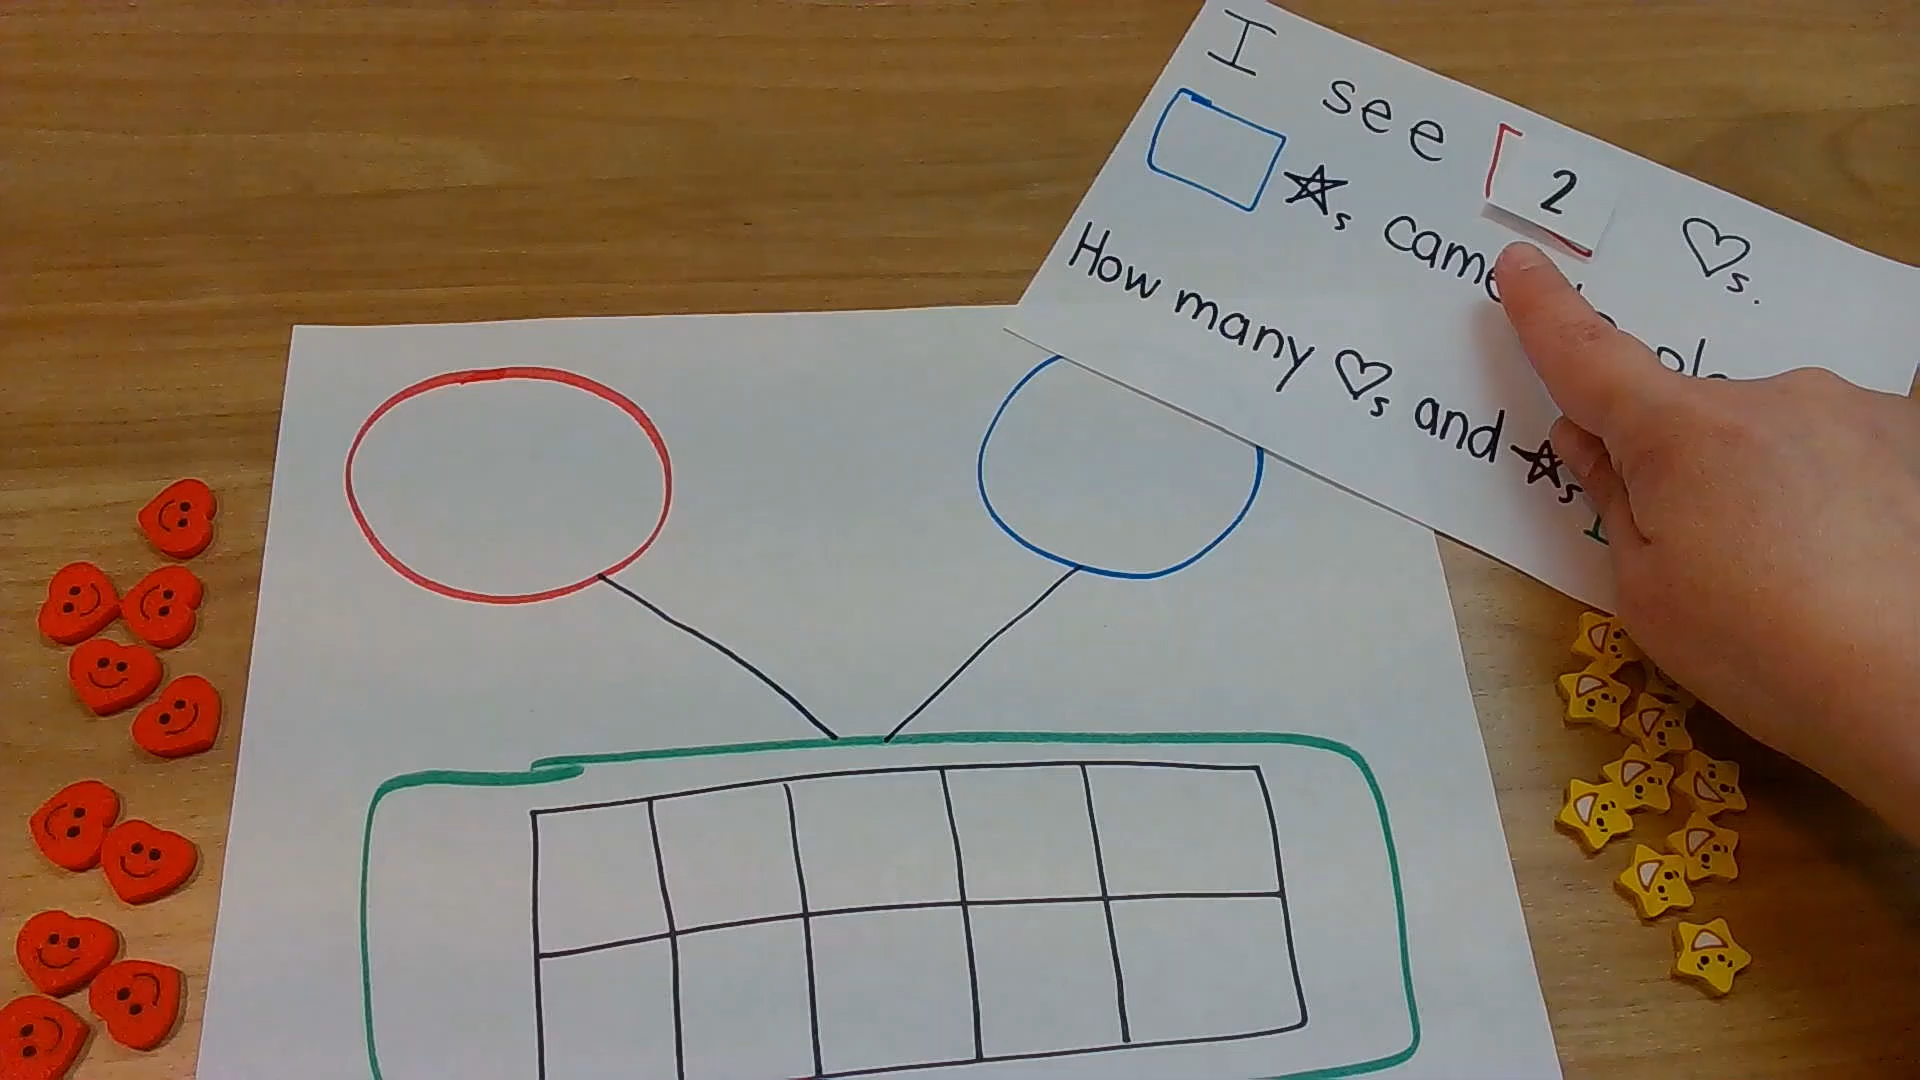 I see 2 ♡s.
☆s came
How many ♡s and ☆s